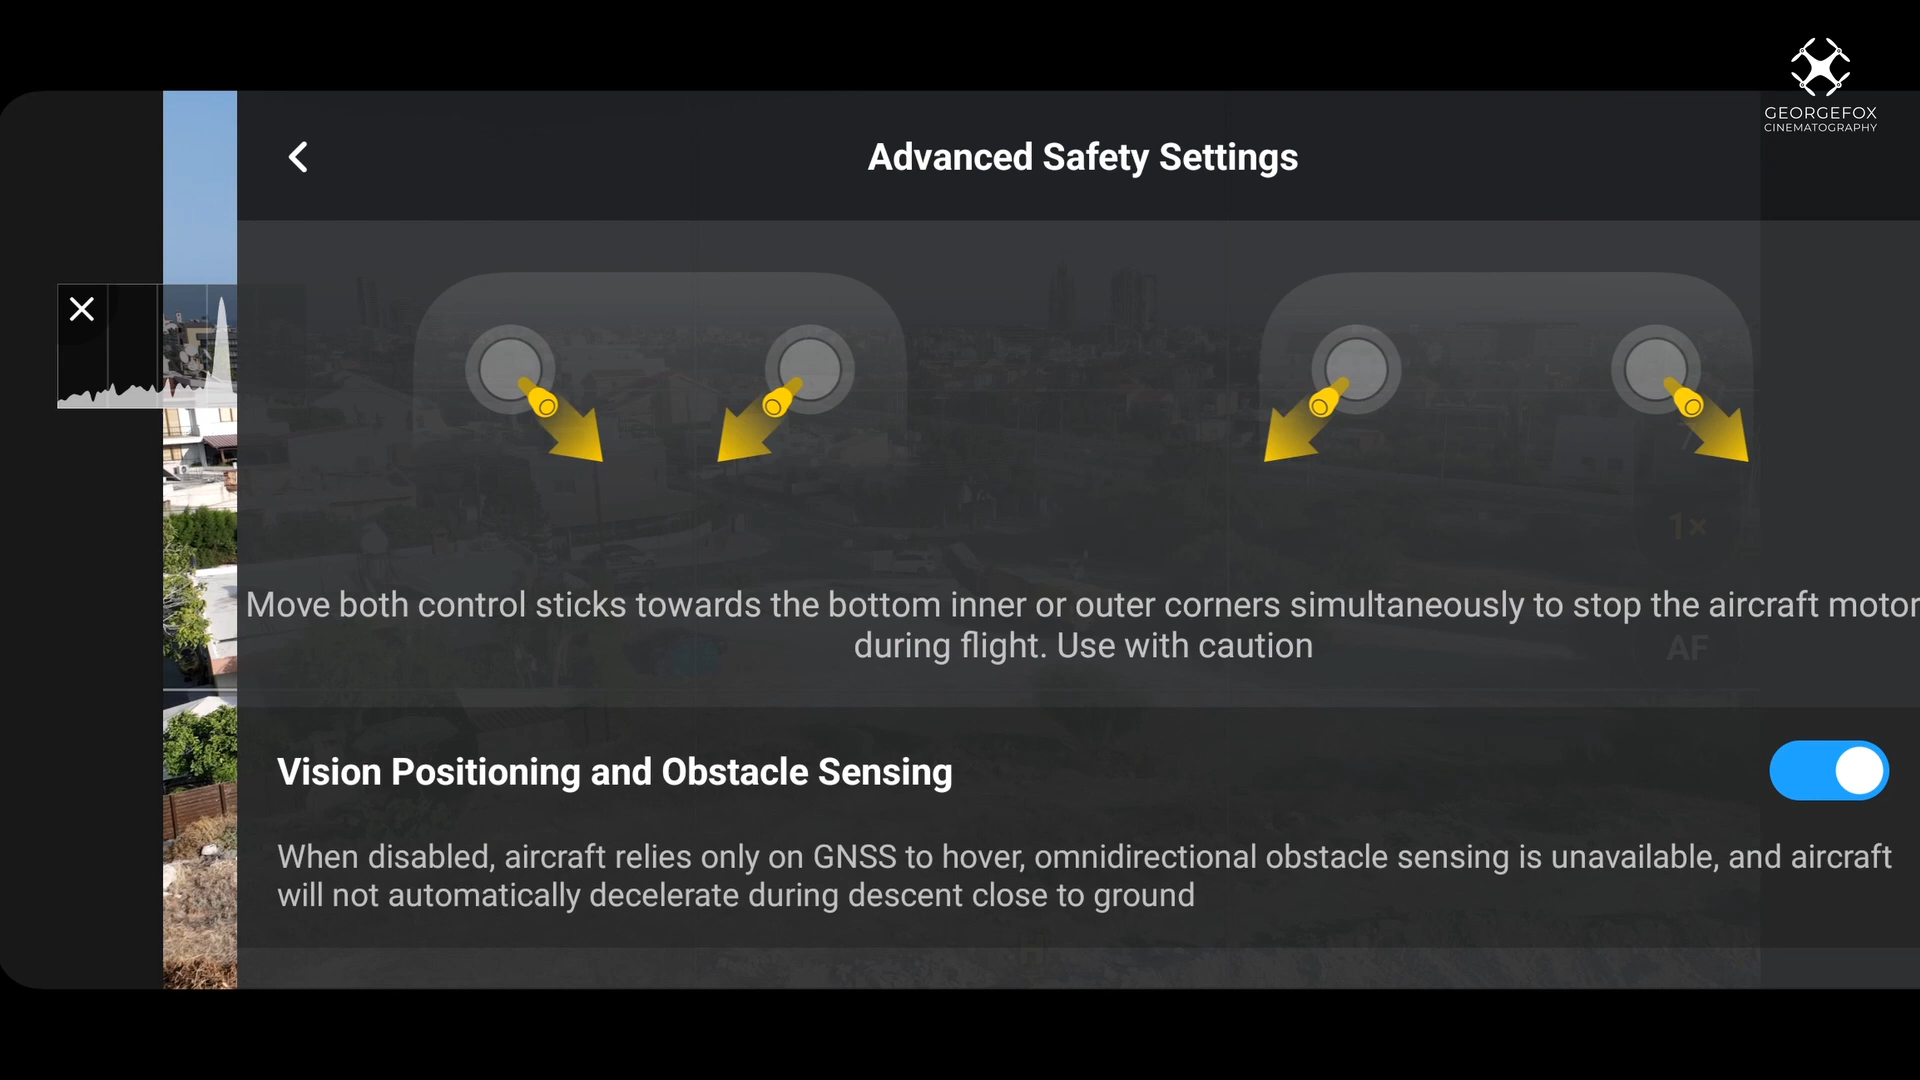 GEORGEFOX
CINEMATOGRAPHY
Advanced Safety Settings
1×
Move both control sticks towards the bottom inner or outer corners simultaneously to stop the aircraft motor
during flight. Use with caution
AF
Vision Positioning and Obstacle Sensing
When disabled, aircraft relies only on GNSS to hover, omnidirectional obstacle sensing is unavailable, and aircraft
will not automatically decelerate during descent close to ground